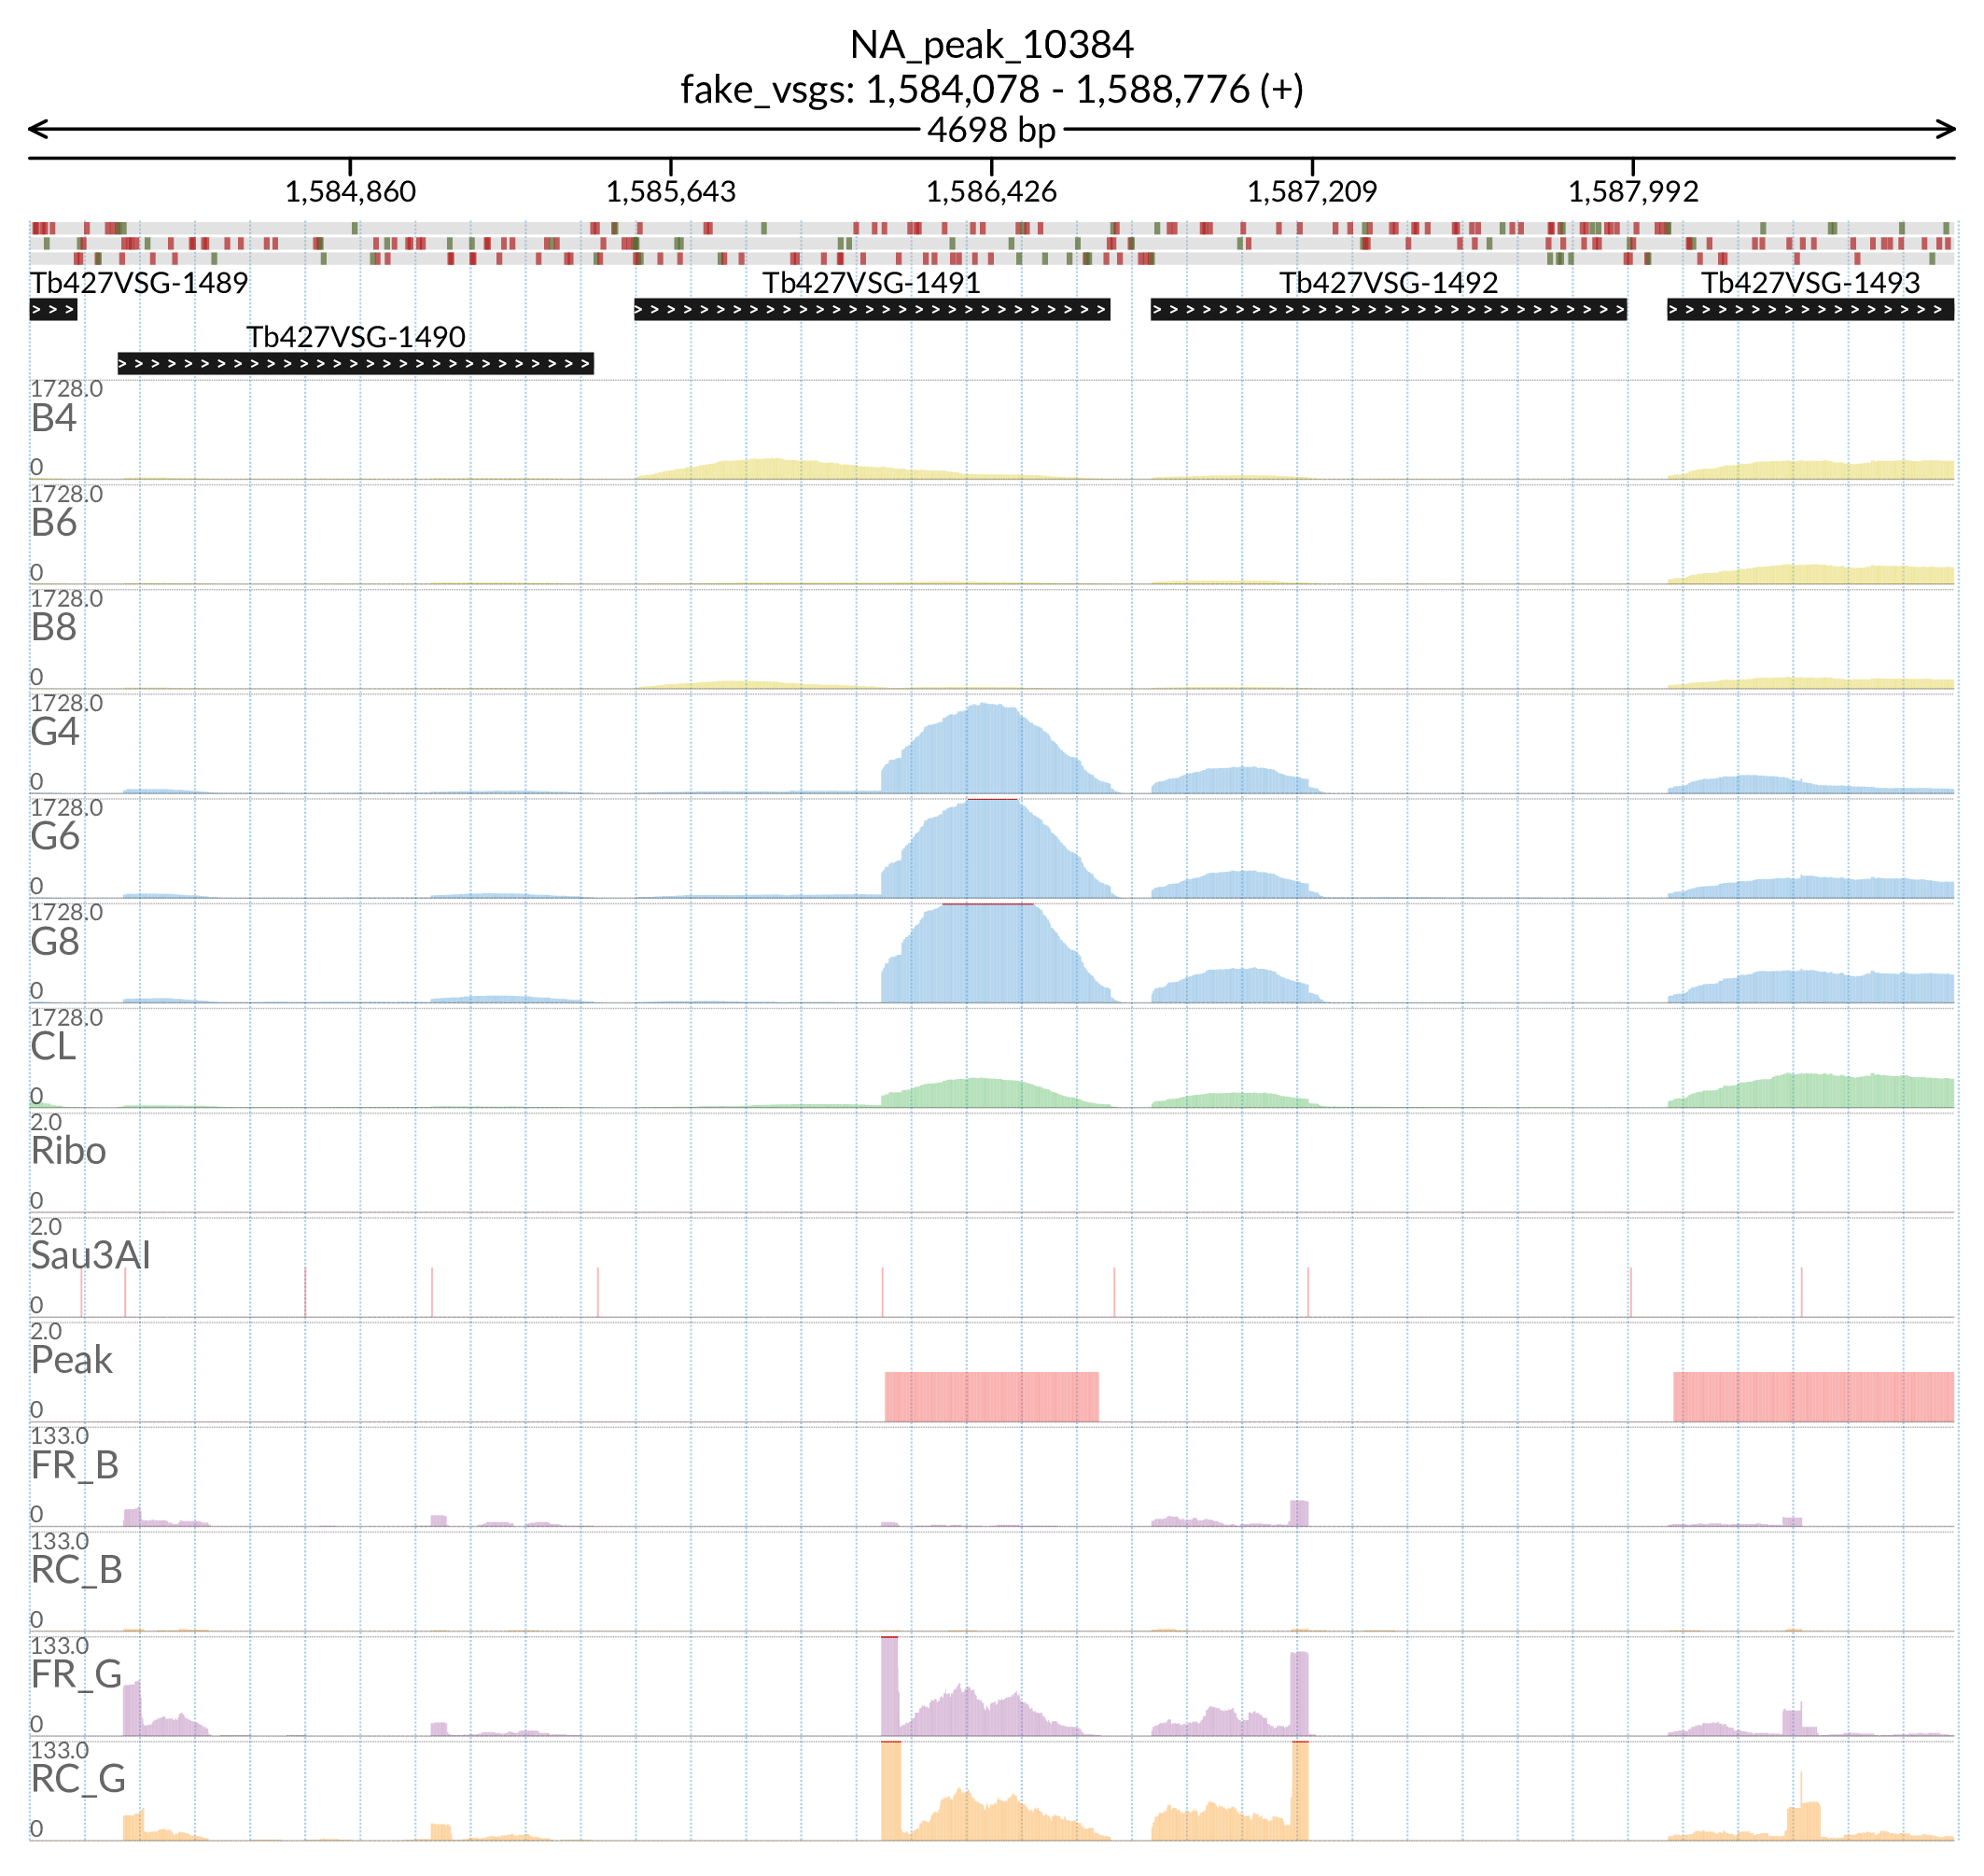 NA_peak_10384
fake_vsgs: 1,584,078 - 1,588,776 (+)
4698 bp
1,584,860 1,585,643 1,586,426 1,587,209 1,587,992
Tb427VSG-1489 Tb427VSG-1491 Tb427VSG-1492 Tb427VSG-1493
Tb427VSG-1490
1728.0
B4
0
1728.0
B6
0
1728.0
B8
0
1728.0
G4
0
1728.0
G6
0
1728.0
G8
0
1728.0
CL
0
2.0
Ribo
0
2.0
Sau3AI
0
2.0
Peak
0
133.0
FR_B
0
133.0
RC_B
0
133.0
FR_G
0
133.0
RC_G
0